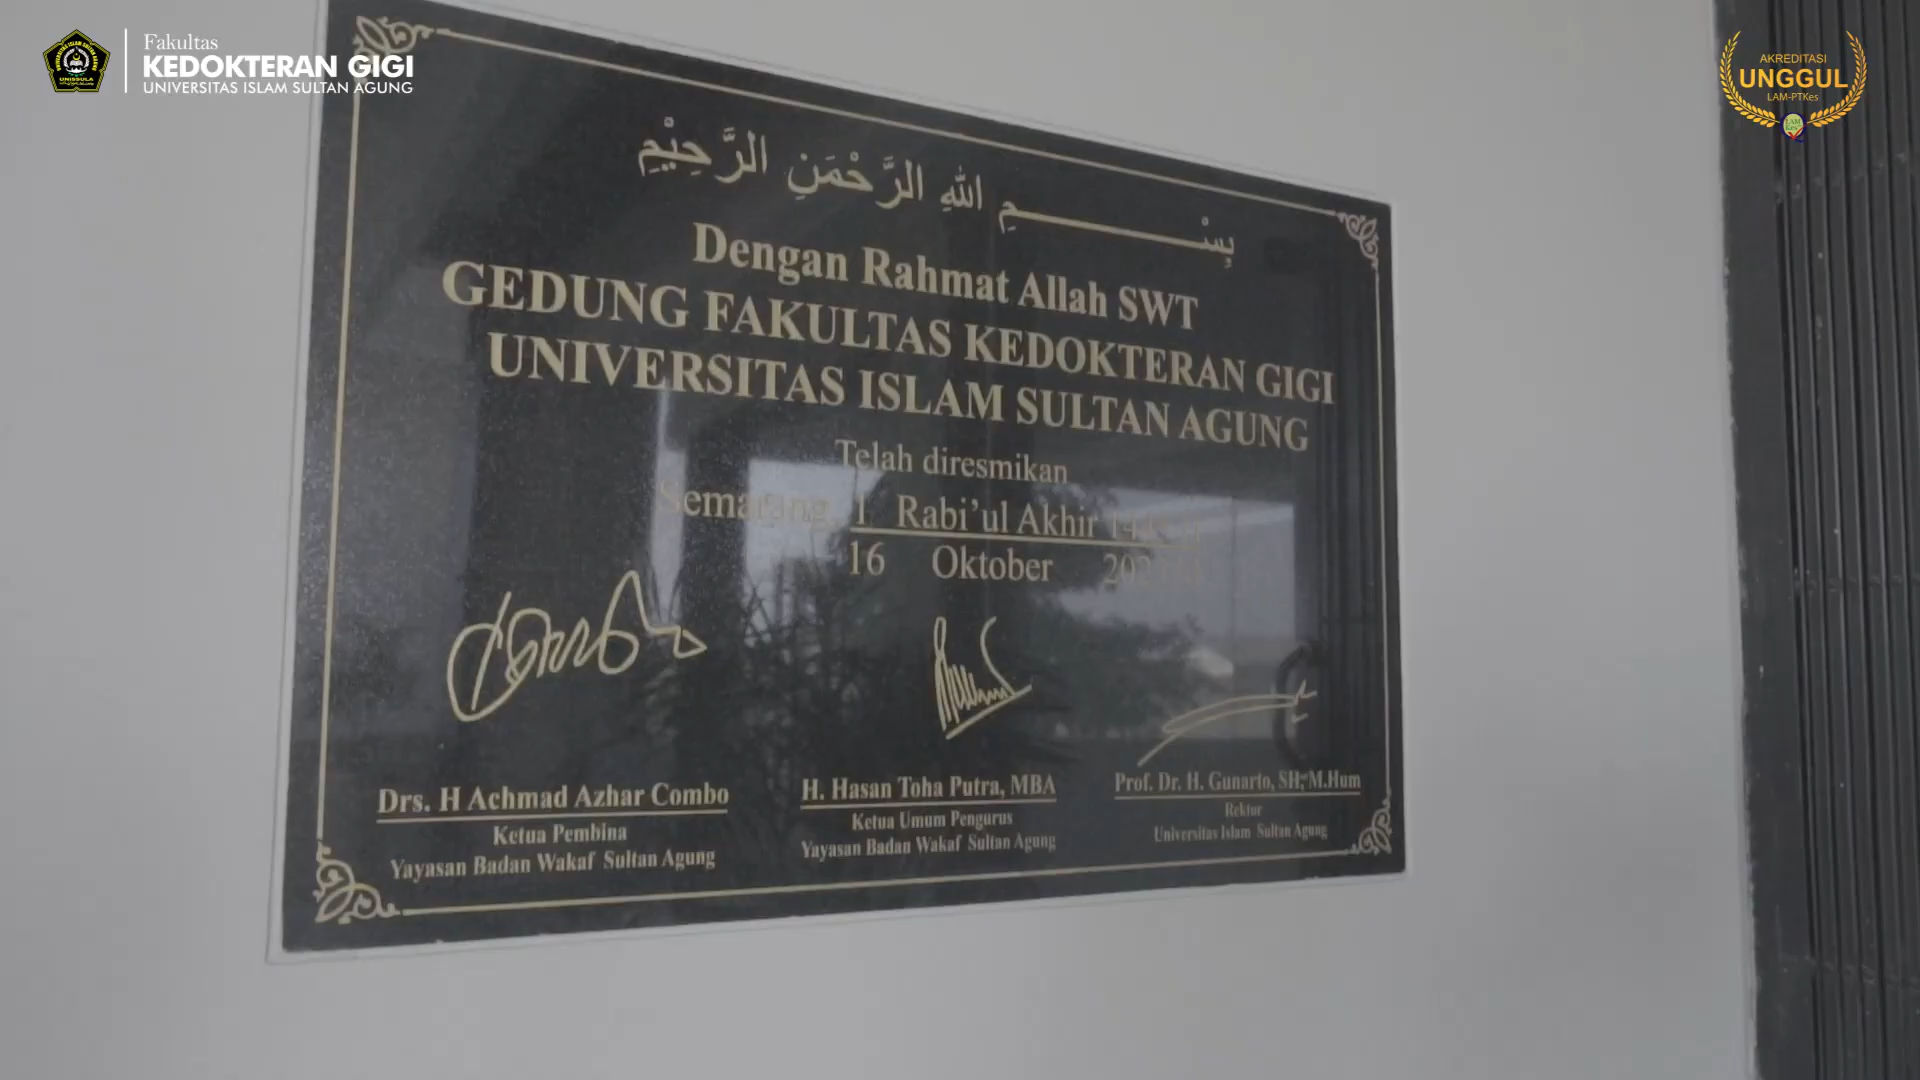 Fakultas
KEDOKTERAN GIGI
UNIVERSITAS ISLAM SULTAN AGUNG
UNISSULA
AKREDITASI
UNGGUL
LAM-PTKes
بِسْــــــــمِ اللهِ الرَّحْمَنِ الرَّحِيْمِ
Dengan Rahmat Allah SWT
GEDUNG FAKULTAS KEDOKTERAN GIGI
UNIVERSITAS ISLAM SULTAN AGUNG
Telah diresmikan
Semarang, 1 Rabi'ul Akhir
16 Oktober
Drs. H Achmad Azhar Combo
Ketua Pembina
Yayasan Badan Wakaf Sultan Agung
H. Hasan Toha Putra, MBA
Ketua Umum Pengurus
Yayasan Badan Wakaf Sultan Agung
Prof. Dr. H. Gunarto, SH, M.Hum
Rektor
Universitas Islam Sultan Agung